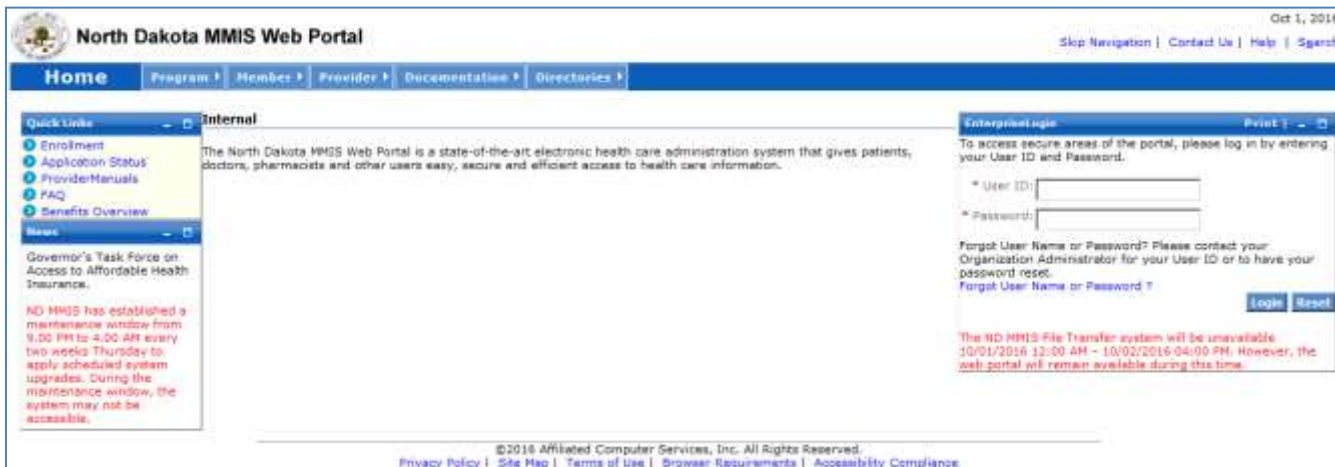 Oct 1, 2016
North Dakota MMIS Web Portal
Skip Navigation | Contact Us | Help | Search
Home Program Member Provider Documentation Directories
Quick Links
Enrollment
Application Status
ProviderManuals
FAQ
Benefits Overview
News
Governor's Task Force on
Access to Affordable Health
Insurance.
ND MMIS has established a
maintenance window from
9.00 PM to 4.00 AM every
two weeks Thursday to
apply scheduled system
upgrades. During the
maintenance window, the
system may not be
accessible.
Internal
The North Dakota MMIS Web Portal is a state-of-the-art electronic health care administration system that gives patients,
doctors, pharmacists and other users easy, secure and efficient access to health care information.
EnterpriseLogin Print |
To access secure areas of the portal, please log in by entering
your User ID and Password.
* User ID:
* Password:
Forgot User Name or Password? Please contact your
Organization Administrator for your User ID or to have your
password reset.
Forgot User Name or Password ?
Login Reset
The ND MMIS File Transfer system will be unavailable
10/01/2016 12:00 AM – 10/02/2016 04:00 PM. However, the
web portal will remain available during this time.
©2016 Affiliated Computer Services, Inc. All Rights Reserved.
Privacy Policy | Site Map | Terms of Use | Browser Requirements | Accessibility Compliance